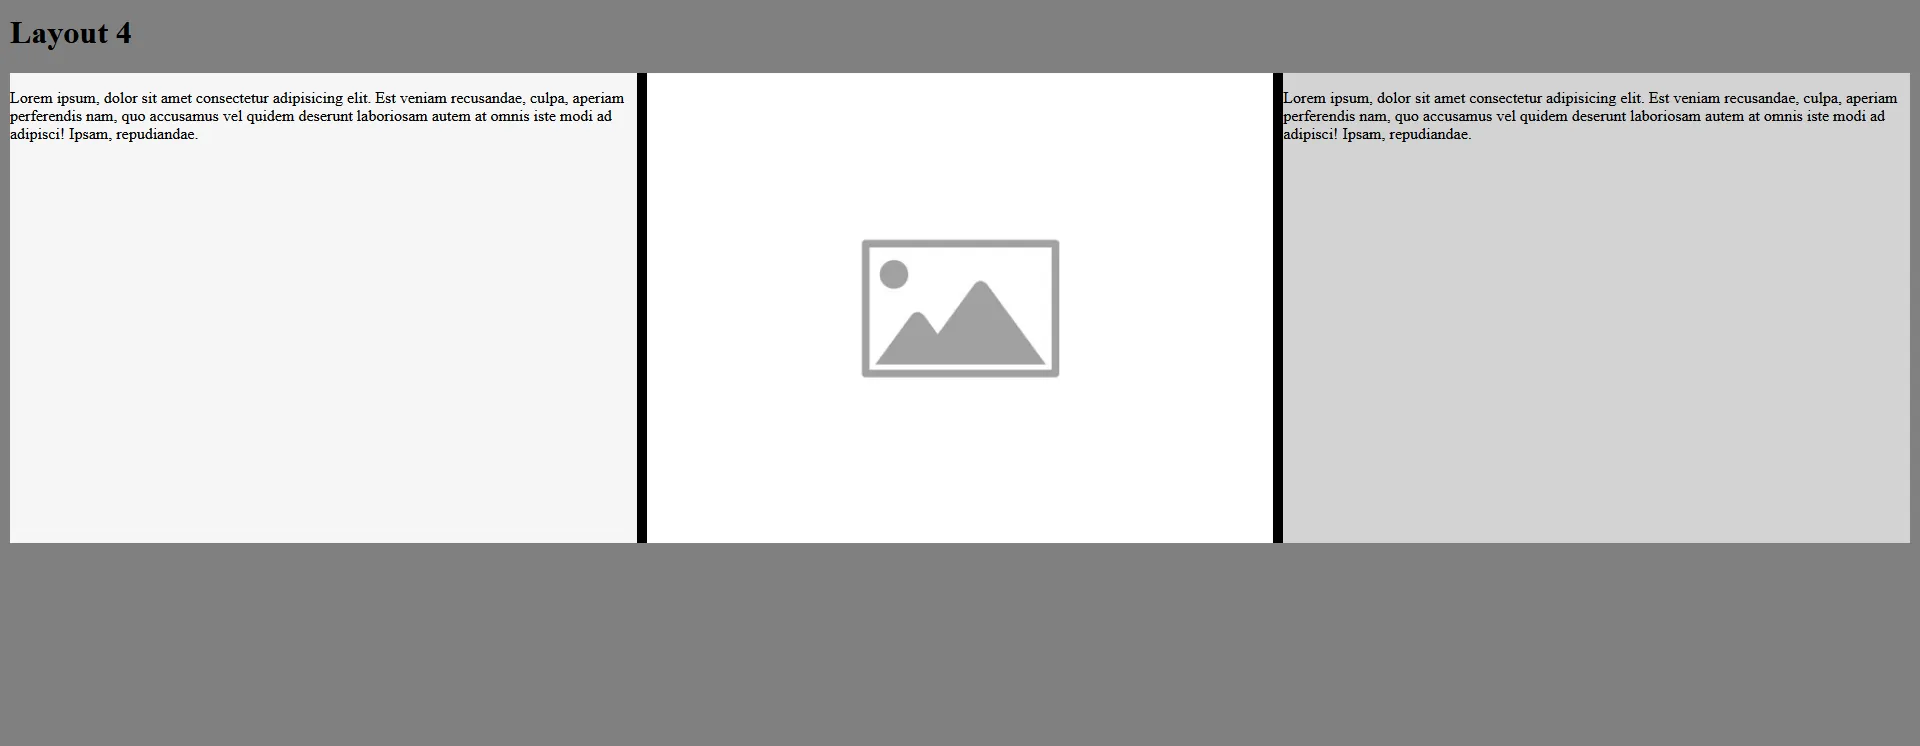 Layout 4
Lorem ipsum, dolor sit amet consectetur adipisicing elit. Est veniam recusandae, culpa, aperiam
perferendis nam, quo accusamus vel quidem deserunt laboriosam autem at omnis iste modi ad
adipisci! Ipsam, repudiandae.
Lorem ipsum, dolor sit amet consectetur adipisicing elit. Est veniam recusandae, culpa, aperiam
perferendis nam, quo accusamus vel quidem deserunt laboriosam autem at omnis iste modi ad
adipisci! Ipsam, repudiandae.